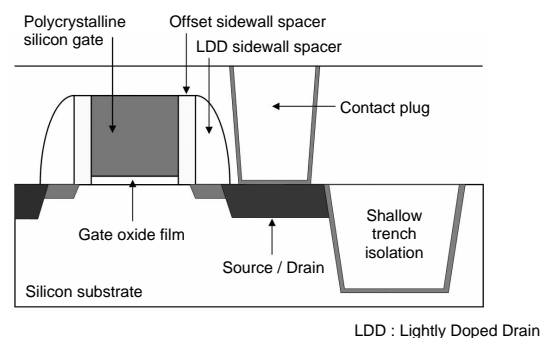 Polycrystalline
silicon gate
Offset sidewall spacer
LDD sidewall spacer
Contact plug
Gate oxide film
Shallow
trench
isolation
Source / Drain
Silicon substrate
LDD : Lightly Doped Drain